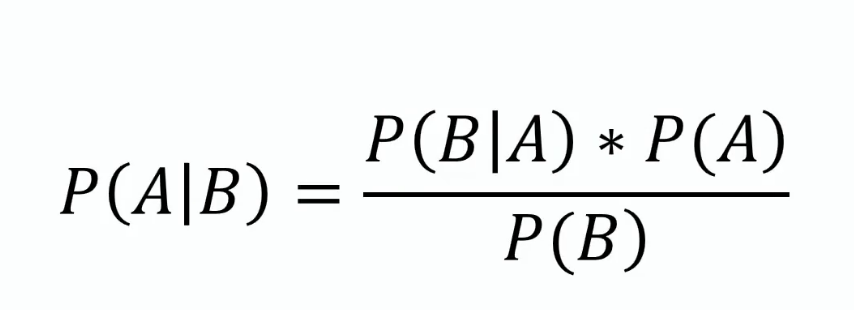 P(A|B) = P(B|A) * P(A)
P(B)